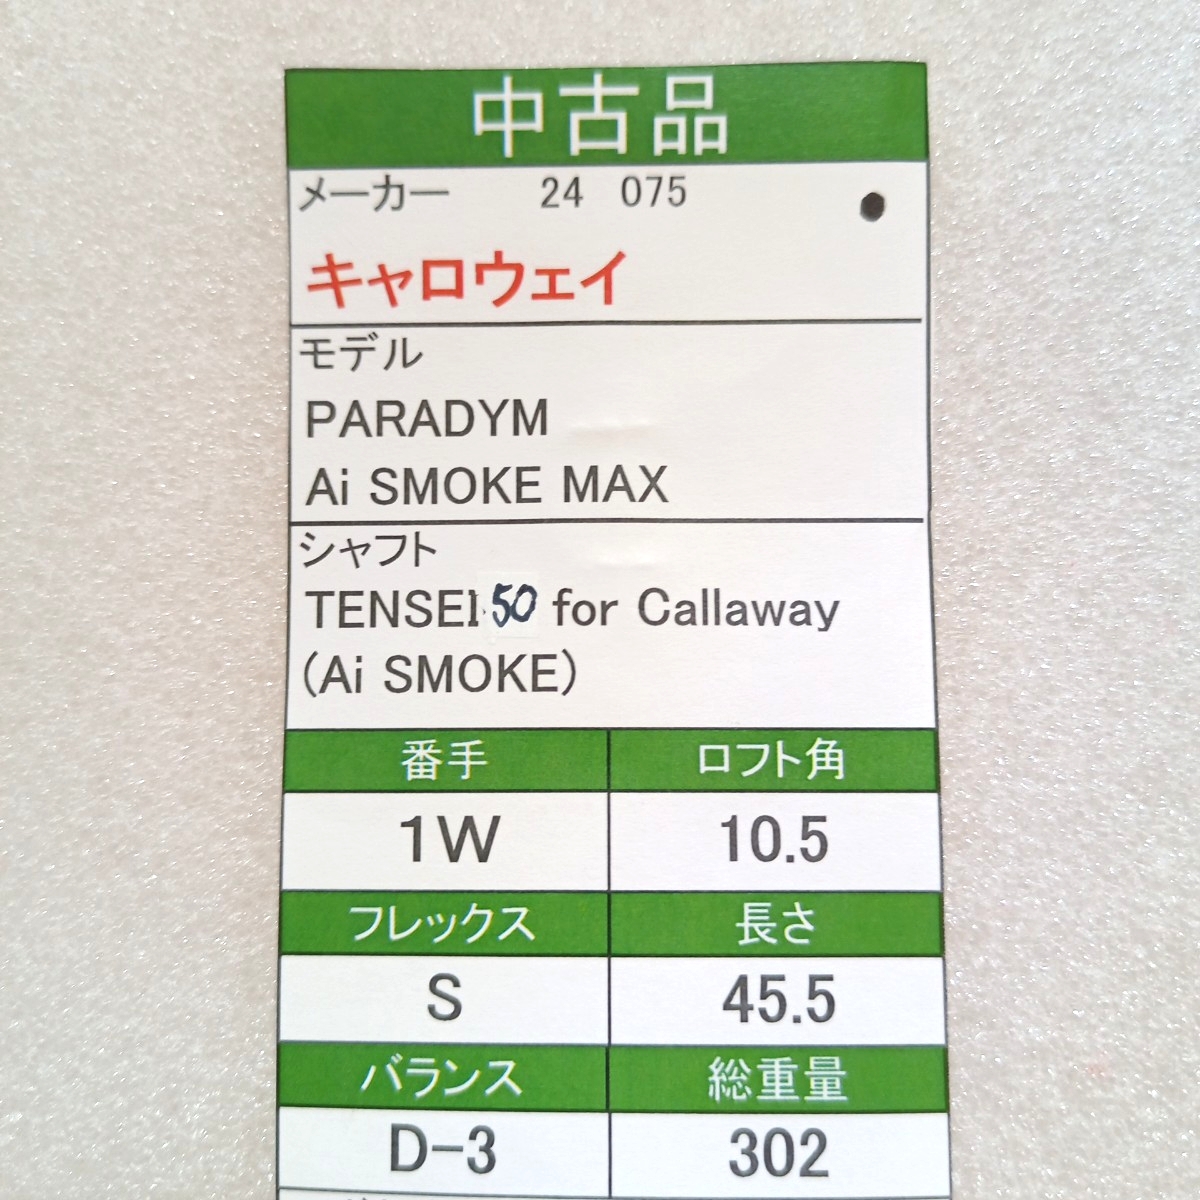 中古品
メーカー 24 075
キャロウェイ
モデル
PARADYM
Ai SMOKE MAX
シャフト
TENSEI 50 for Callaway
(Ai SMOKE)
番手 ロフト角
1W 10.5
フレックス 長さ
S 45.5
バランス 総重量
D-3 302